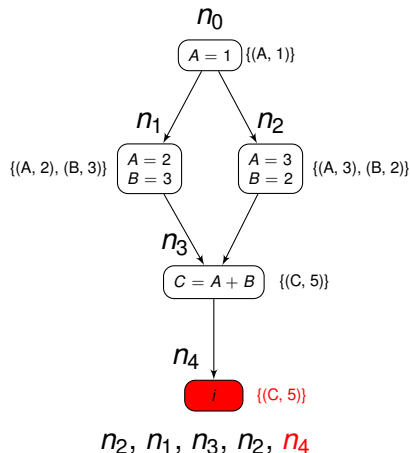 n0
A = 1 {(A, 1)}
n1 n2
{(A, 2), (B, 3)} A = 2 B = 3 A = 3 B = 2 {(A, 3), (B, 2)}
n3
C = A + B {(C, 5)}
n4
i {(C, 5)}
n2, n1, n3, n2, n4